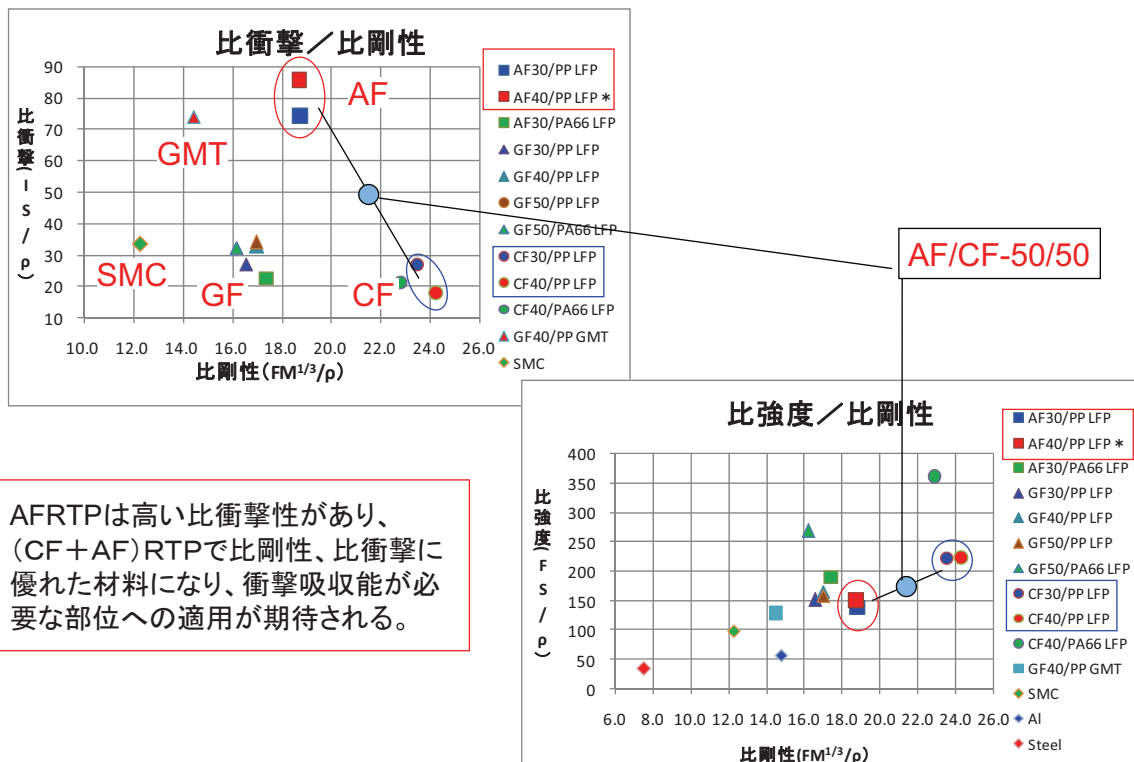 比衝撃／比剛性
比衝撃(IS/ρ)
90
80
70
60
50
40
30
20
10
10.0 12.0 14.0 16.0 18.0 20.0 22.0 24.0 26.0
比剛性(FM1/3/ρ)
AF
GMT
SMC
GF
CF
AF30/PP LFP
AF40/PP LFP *
AF30/PA66 LFP
GF30/PP LFP
GF40/PP LFP
GF50/PP LFP
GF50/PA66 LFP
CF30/PP LFP
CF40/PP LFP
CF40/PA66 LFP
GF40/PP GMT
SMC
AF/CF-50/50
AFRTPは高い比衝撃性があり、
(CF＋AF)RTPで比剛性、比衝撃に
優れた材料になり、衝撃吸収能が必
要な部位への適用が期待される。
比強度／比剛性
比強度(FS/ρ)
400
350
300
250
200
150
100
50
0
6.0 8.0 10.0 12.0 14.0 16.0 18.0 20.0 22.0 24.0 26.0
比剛性(FM1/3/ρ)
AF30/PP LFP
AF40/PP LFP *
AF30/PA66 LFP
GF30/PP LFP
GF40/PP LFP
GF50/PP LFP
GF50/PA66 LFP
CF30/PP LFP
CF40/PP LFP
CF40/PA66 LFP
GF40/PP GMT
SMC
Al
Steel